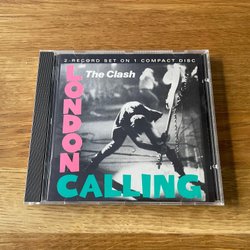 2-RECORD SET ON 1 COMPACT DISC
The Clash
LONDON
CALLING